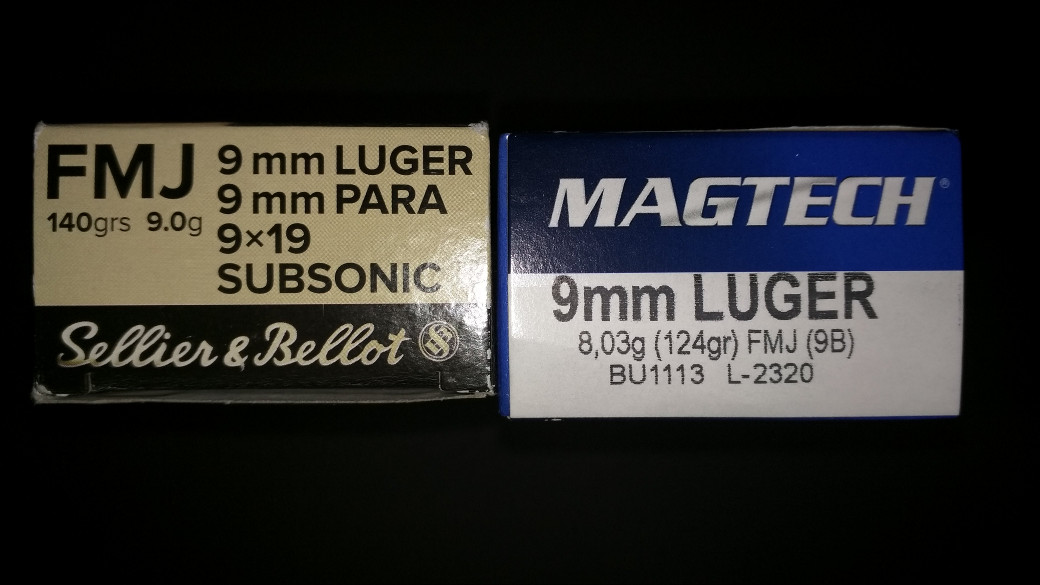 FMJ
140grs 9.0g
9 mm LUGER
9 mm PARA
9×19
SUBSONIC
Sellier & Bellot
MAGTECH®
9mm LUGER
8,03g (124gr) FMJ (9B)
BU1113 L-2320